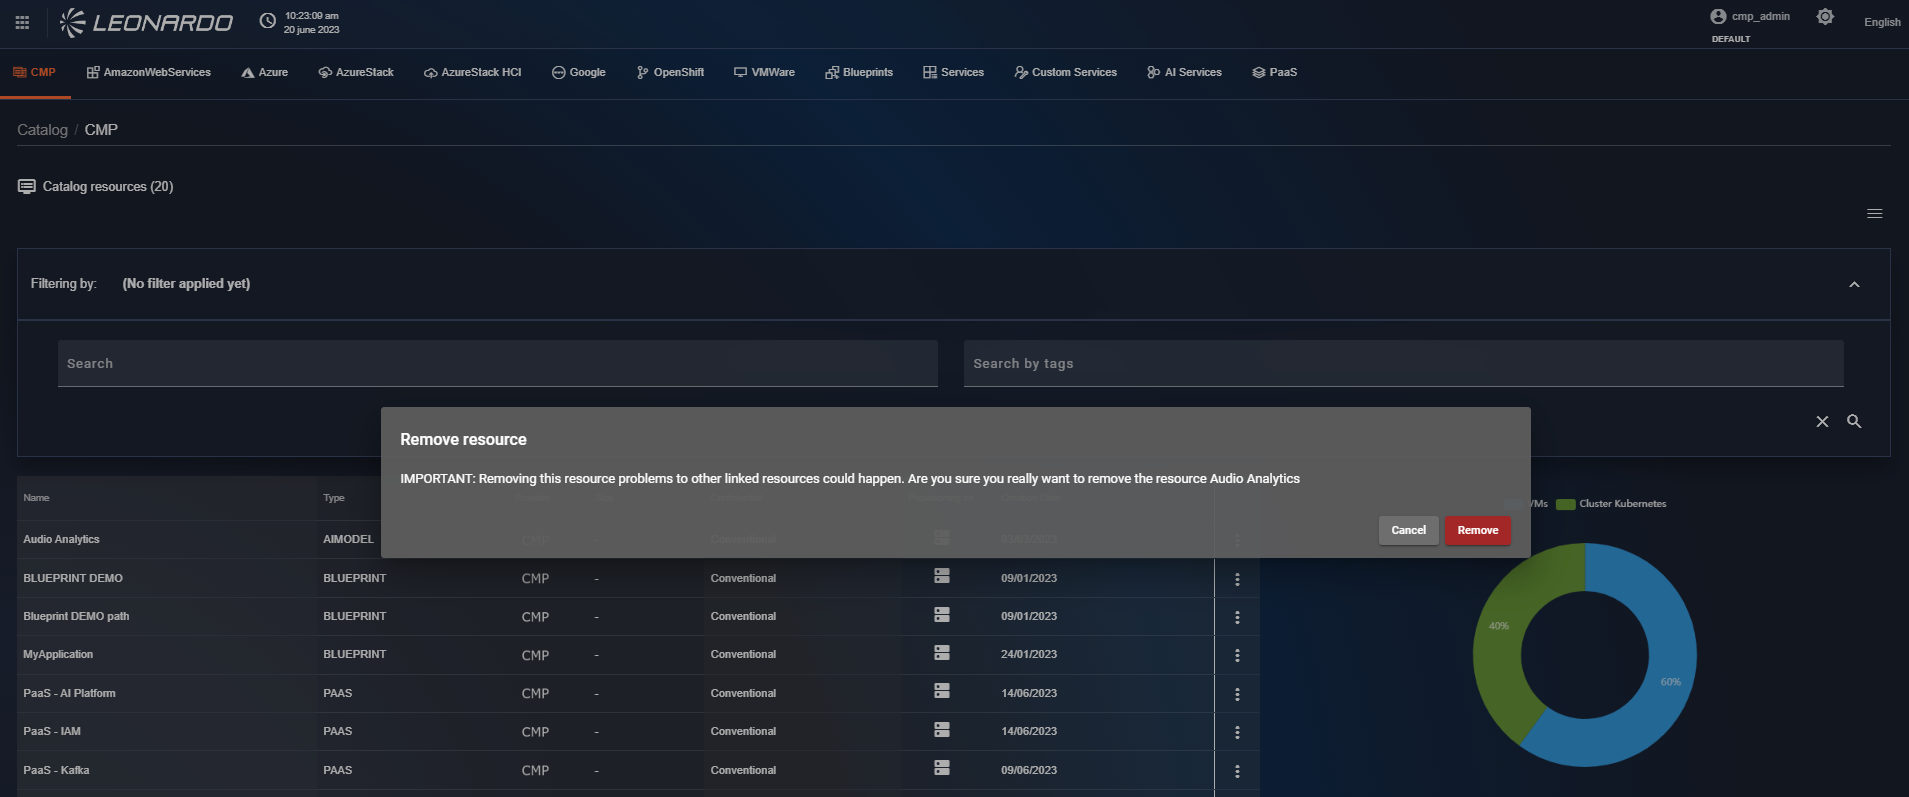 LEONARDO
10:23:09 am
20 june 2023
cmp_admin
DEFAULT
English
CMP AmazonWebServices Azure AzureStack AzureStack HCI Google OpenShift VMWare Blueprints Services Custom Services AI Services PaaS
Catalog / CMP
Catalog resources (20)
Filtering by: (No filter applied yet)
Search Search by tags
Remove resource
IMPORTANT: Removing this resource problems to other linked resources could happen. Are you sure you really want to remove the resource Audio Analytics
Cancel Remove
Name Type
VMs Cluster Kubernetes
Audio Analytics AIMODEL
BLUEPRINT DEMO BLUEPRINT CMP - Conventional 09/01/2023
Blueprint DEMO path BLUEPRINT CMP - Conventional 09/01/2023
MyApplication BLUEPRINT CMP - Conventional 24/01/2023
PaaS - AI Platform PAAS CMP - Conventional 14/06/2023
PaaS - IAM PAAS CMP - Conventional 14/06/2023
PaaS - Kafka PAAS CMP - Conventional 09/06/2023
40%
60%